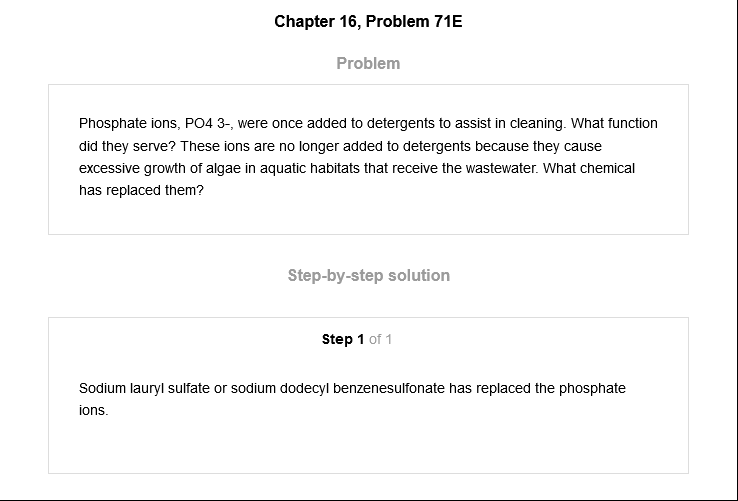 Chapter 16, Problem 71E
Problem
Phosphate ions, PO4 3-, were once added to detergents to assist in cleaning. What function
did they serve? These ions are no longer added to detergents because they cause
excessive growth of algae in aquatic habitats that receive the wastewater. What chemical
has replaced them?
Step-by-step solution
Step 1 of 1
Sodium lauryl sulfate or sodium dodecyl benzenesulfonate has replaced the phosphate
ions.